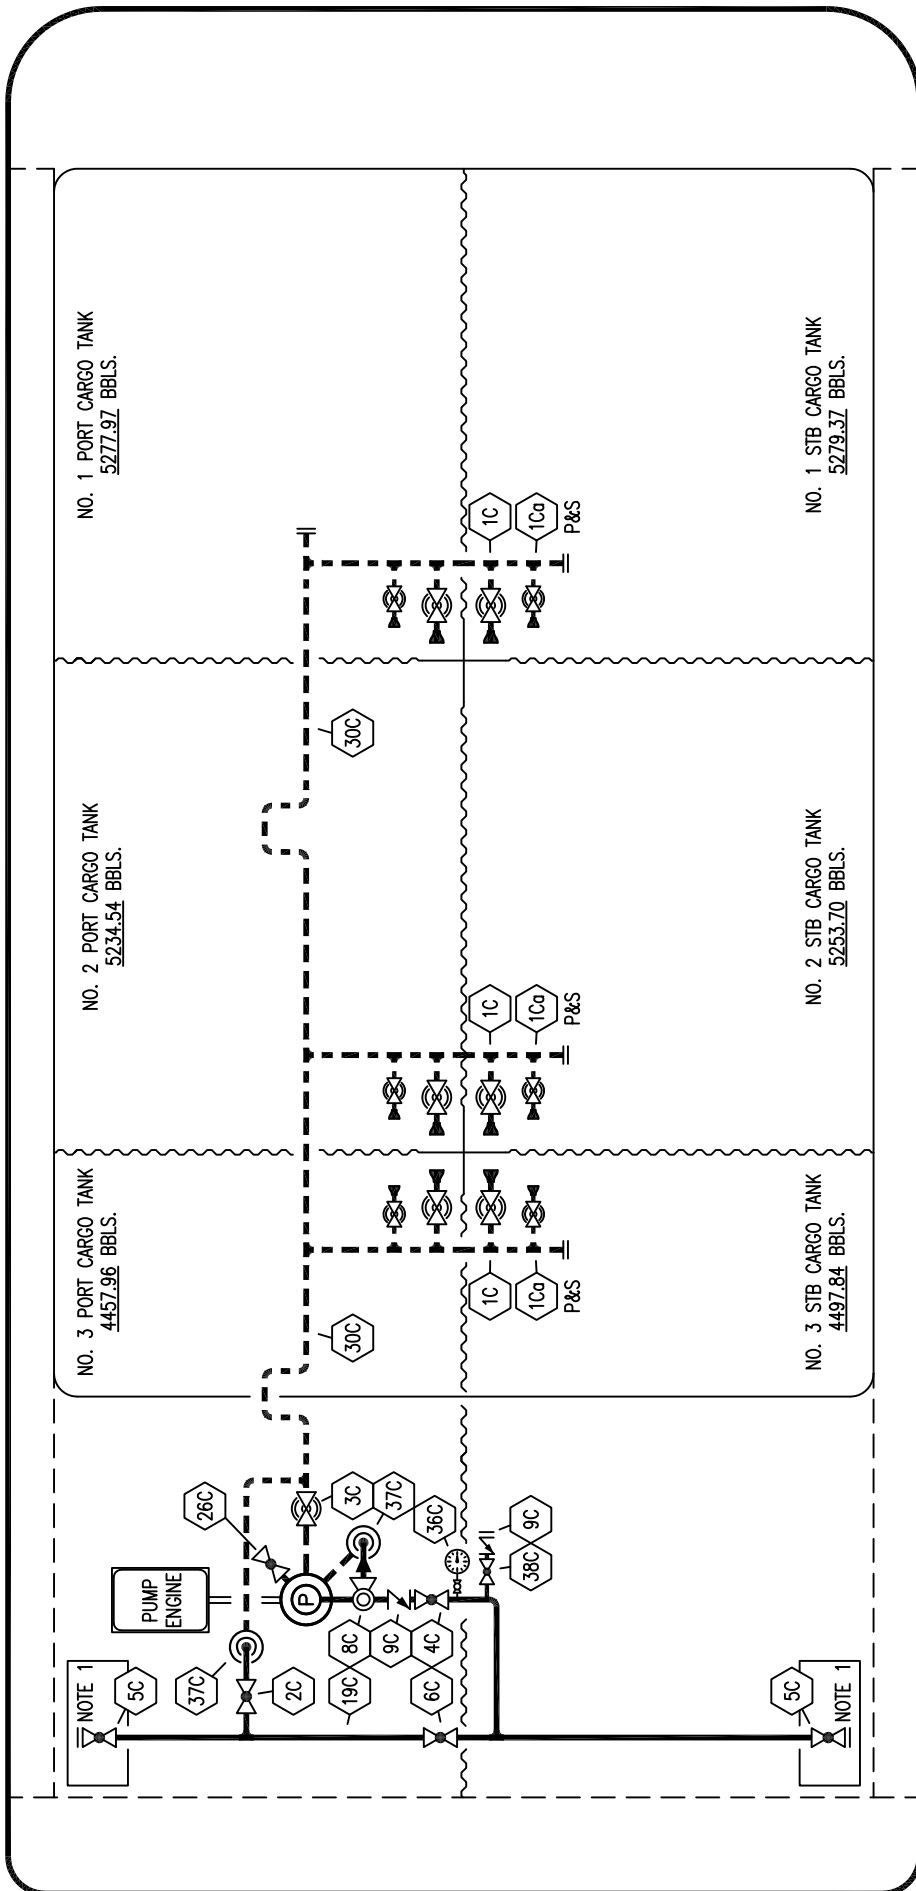 NO. 1 PORT CARGO TANK
5277.97 BBLS.
NO. 1 STB CARGO TANK
5279.37 BBLS.
1C
1Ca
P&S
30C
NO. 2 PORT CARGO TANK
5234.54 BBLS.
NO. 2 STB CARGO TANK
5253.70 BBLS.
1C
1Ca
P&S
NO. 3 PORT CARGO TANK
4457.96 BBLS.
NO. 3 STB CARGO TANK
4497.84 BBLS.
1C
1Ca
P&S
30C
26C
3C
37C
36C
9C
38C
PUMP
ENGINE
P
8C
9C
4C
19C
6C
37C
2C
5C
NOTE 1
5C
NOTE 1